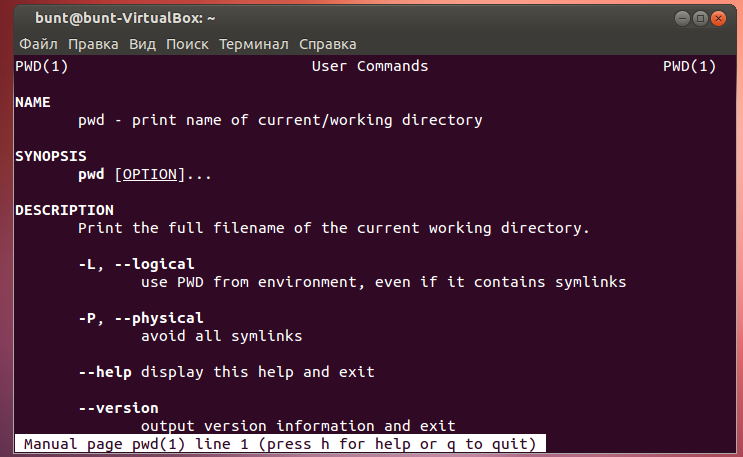 bunt@bunt-VirtualBox: ~
Файл Правка Вид Поиск Терминал Справка
PWD(1) User Commands PWD(1)
NAME
pwd - print name of current/working directory
SYNOPSIS
pwd [OPTION]...
DESCRIPTION
Print the full filename of the current working directory.
-L, --logical
use PWD from environment, even if it contains symlinks
-P, --physical
avoid all symlinks
--help display this help and exit
--version
output version information and exit
Manual page pwd(1) line 1 (press h for help or q to quit)